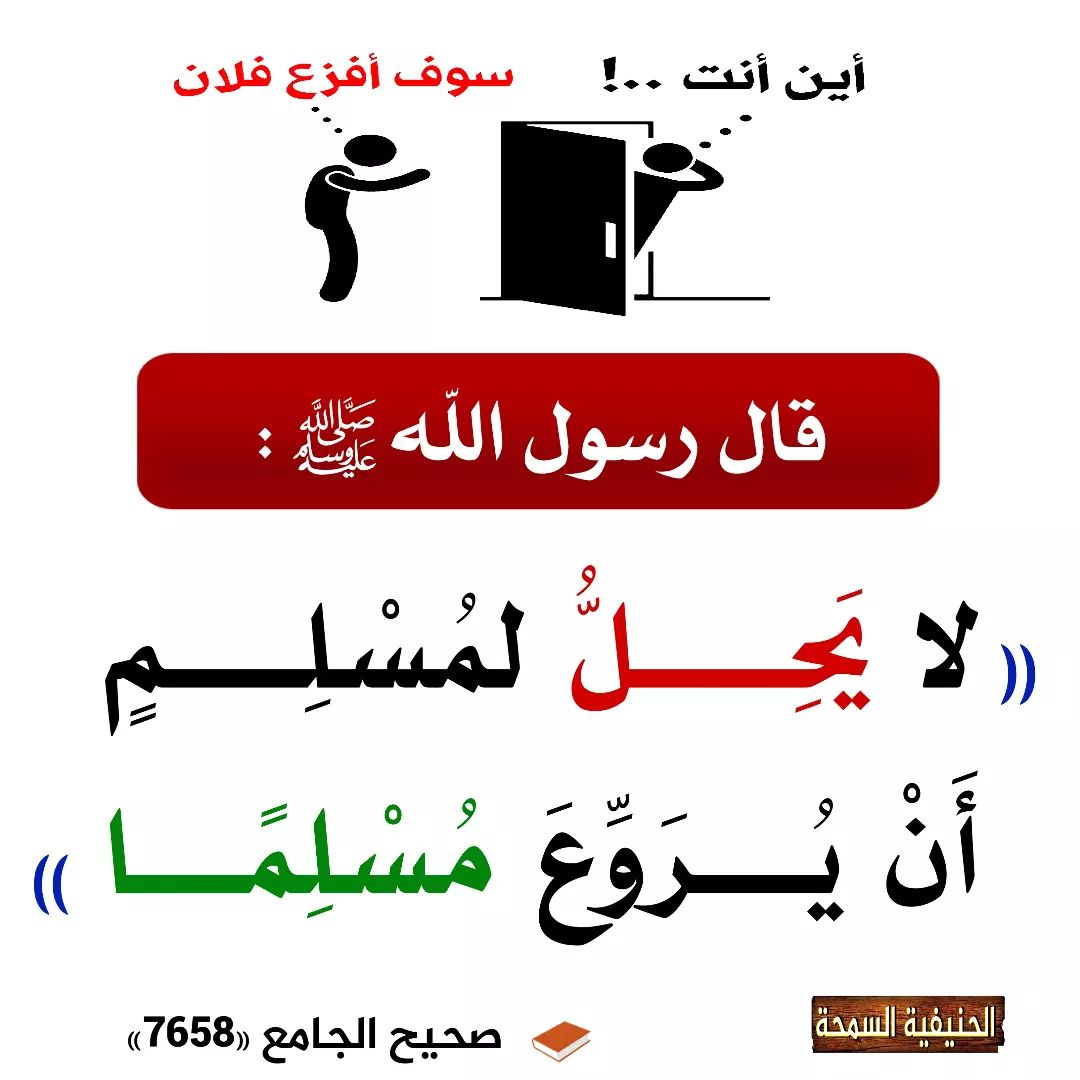 أين أنت ..!
سوف أفزع فلان
قال رسول الله ﷺ :
(( لا يَحِلُّ لمُسْلِمٍ
أَنْ يُرَوِّعَ مُسْلِمًا ))
صحيح الجامع ((7658))
الحنيفية السمحة